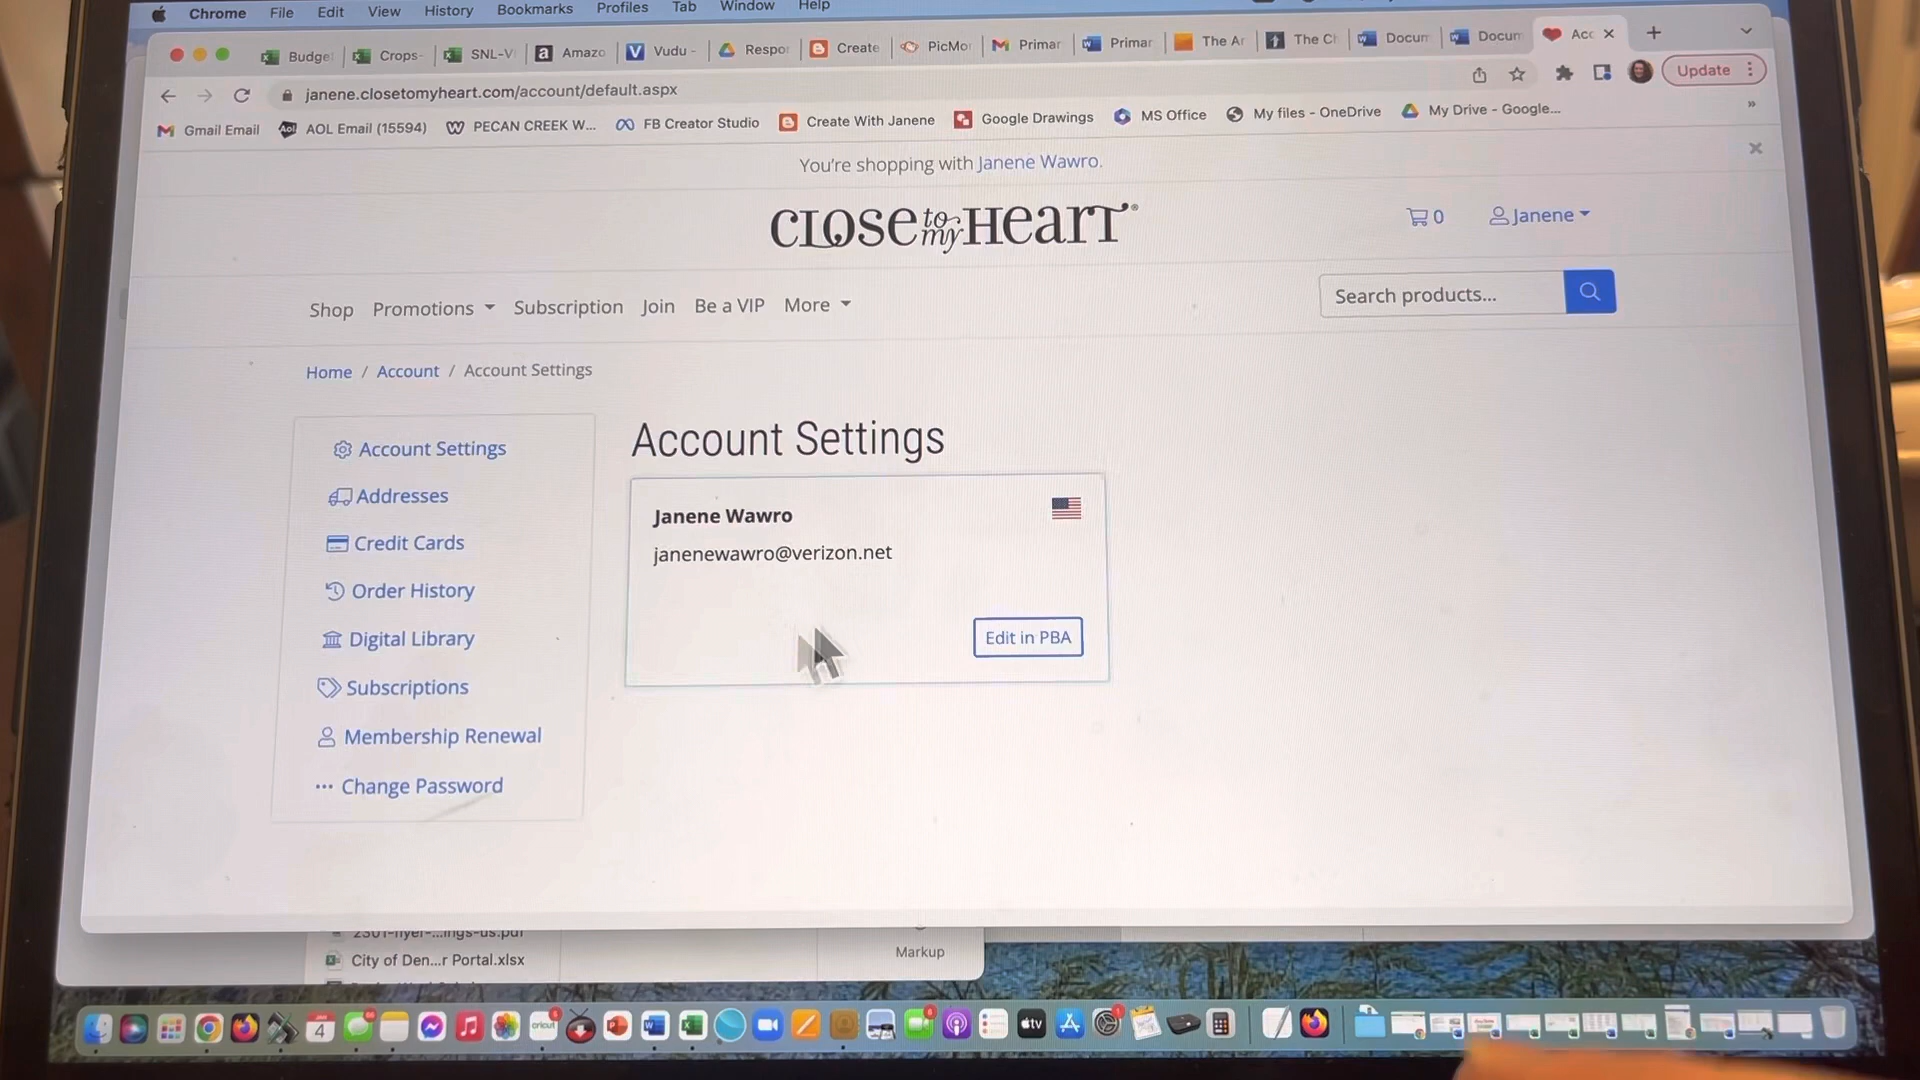 Chrome File Edit View History Bookmarks Profiles Tab Window Help
Budge Crops- SNL-V Amazo Vudu - Respo Create PicMo Primar Primar The Ar The C Docum Docum Acc
janene.closetomyheart.com/account/default.aspx Update
Gmail Email AOL Email (15594) PECAN CREEK W... FB Creator Studio Create With Janene Google Drawings MS Office My files - OneDrive My Drive - Google...
You're shopping with Janene Wawro.
CLOSE to my HEART®
0 Janene
Shop Promotions Subscription Join Be a VIP More
Search products...
Home / Account / Account Settings
Account Settings
Addresses
Credit Cards
Order History
Digital Library
Subscriptions
Membership Renewal
Change Password
Account Settings
Janene Wawro
janenewawro@verizon.net
Edit in PBA
City of Den...r Portal.xlsx
Markup
4
cricut
tv